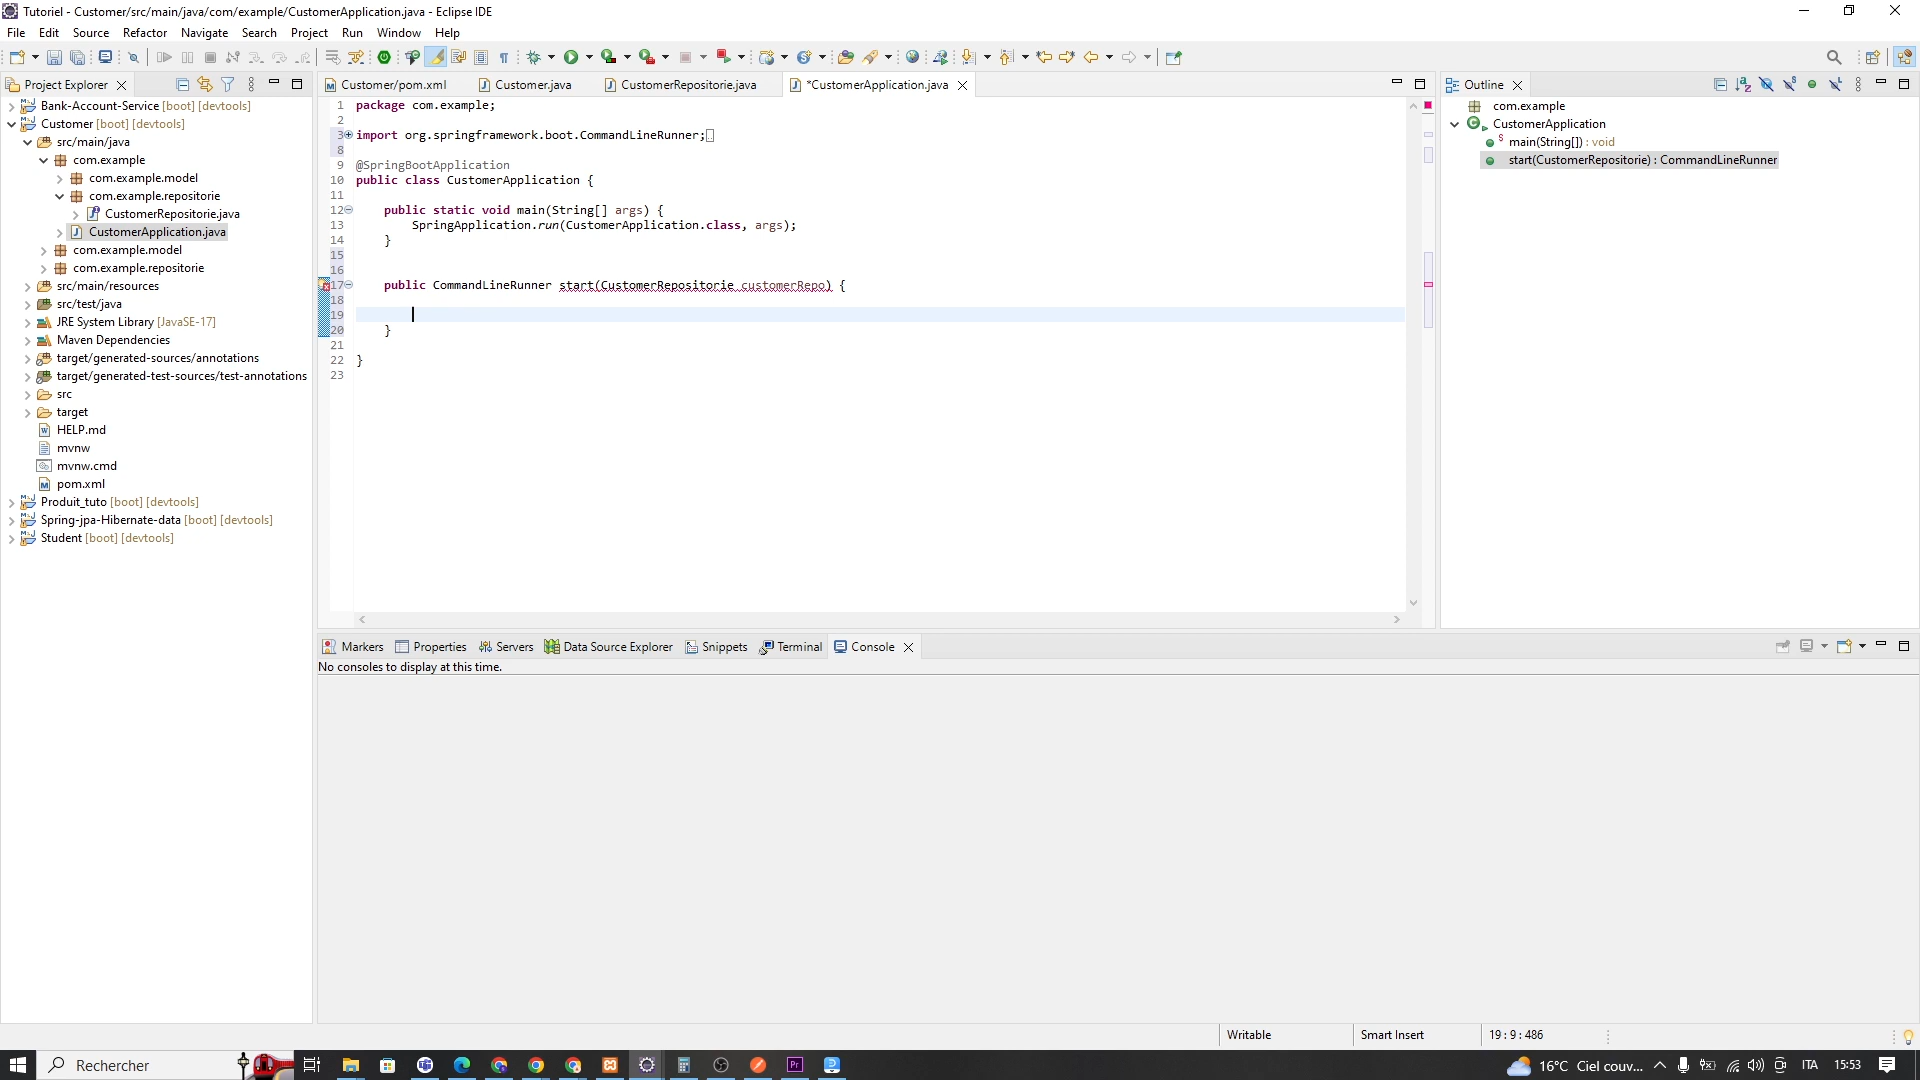 Tutoriel - Customer/src/main/java/com/example/CustomerApplication.java - Eclipse IDE
File Edit Source Refactor Navigate Search Project Run Window Help
Project Explorer
Bank-Account-Service [boot] [devtools]
Customer [boot] [devtools]
src/main/java
com.example
com.example.model
com.example.repositorie
CustomerRepositorie.java
CustomerApplication.java
com.example.model
com.example.repositorie
src/main/resources
src/test/java
JRE System Library [JavaSE-17]
Maven Dependencies
target/generated-sources/annotations
target/generated-test-sources/test-annotations
src
target
HELP.md
mvnw
mvnw.cmd
pom.xml
Produit_tuto [boot] [devtools]
Spring-jpa-Hibernate-data [boot] [devtools]
Student [boot] [devtools]
Customer/pom.xml Customer.java CustomerRepositorie.java *CustomerApplication.java
1 package com.example;
2
3 import org.springframework.boot.CommandLineRunner;
8
9 @SpringBootApplication
10 public class CustomerApplication {
11
12 public static void main(String[] args) {
13 SpringApplication.run(CustomerApplication.class, args);
14 }
15
16
17 public CommandLineRunner start(CustomerRepositorie customerRepo) {
18
19
20 }
21
22 }
23
Outline
com.example
CustomerApplication
main(String[]) : void
start(CustomerRepositorie) : CommandLineRunner
Markers Properties Servers Data Source Explorer Snippets Terminal Console
No consoles to display at this time.
Writable Smart Insert 19 : 9 : 486
Rechercher
16°C Ciel couv... ITA 15:53